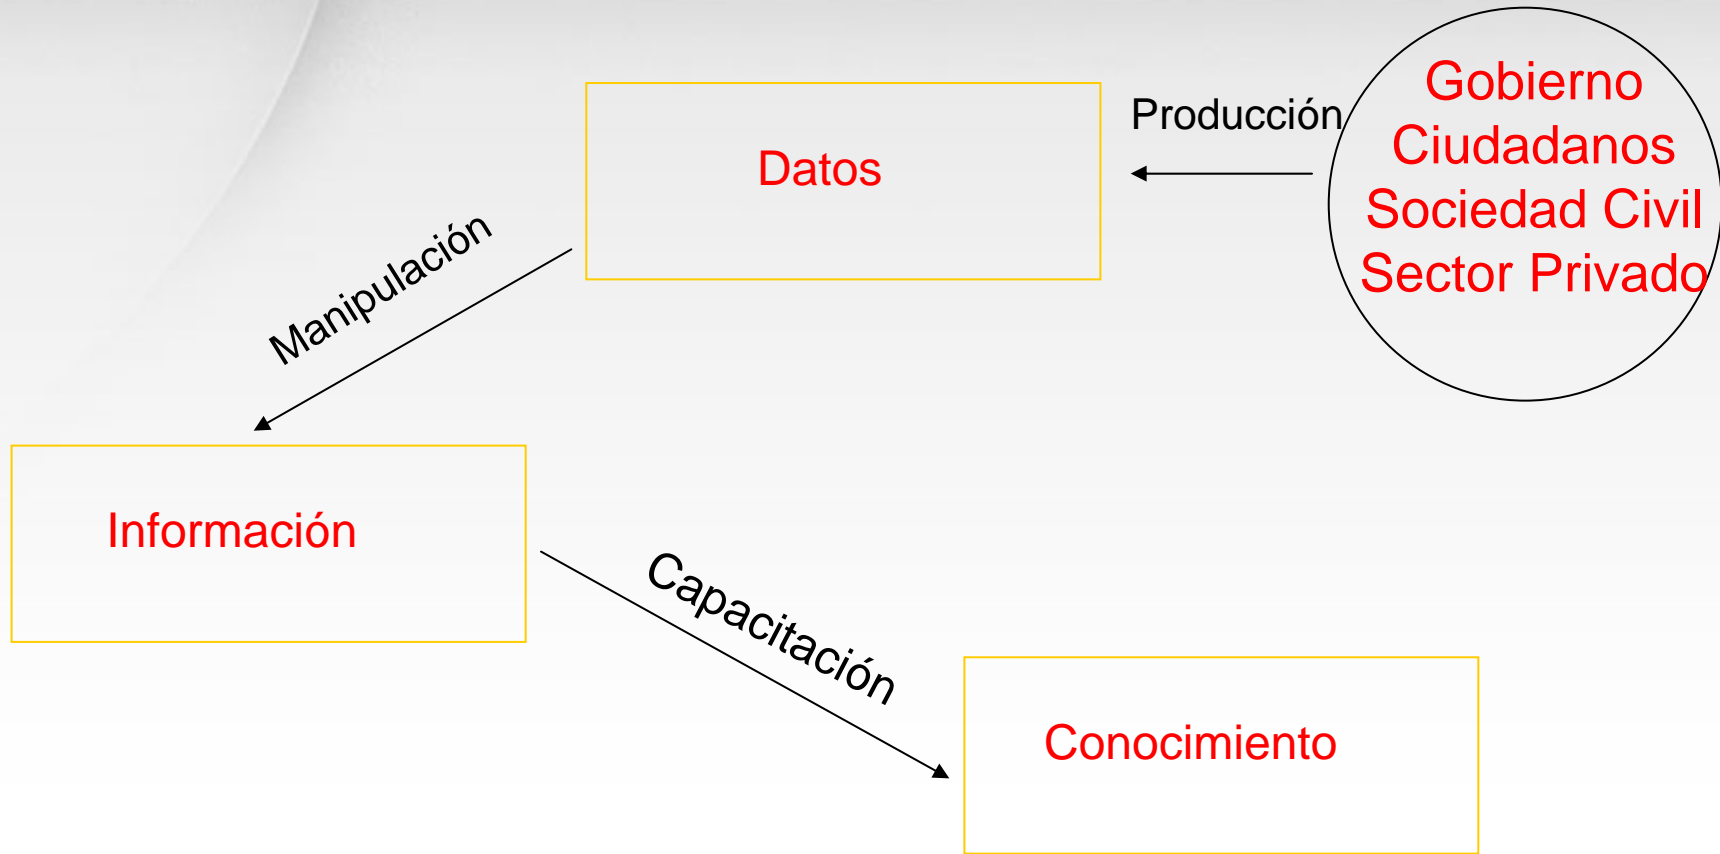 Gobierno
Ciudadanos
Sociedad Civil
Sector Privado
Producción
Datos
Manipulación
Información
Capacitación
Conocimiento